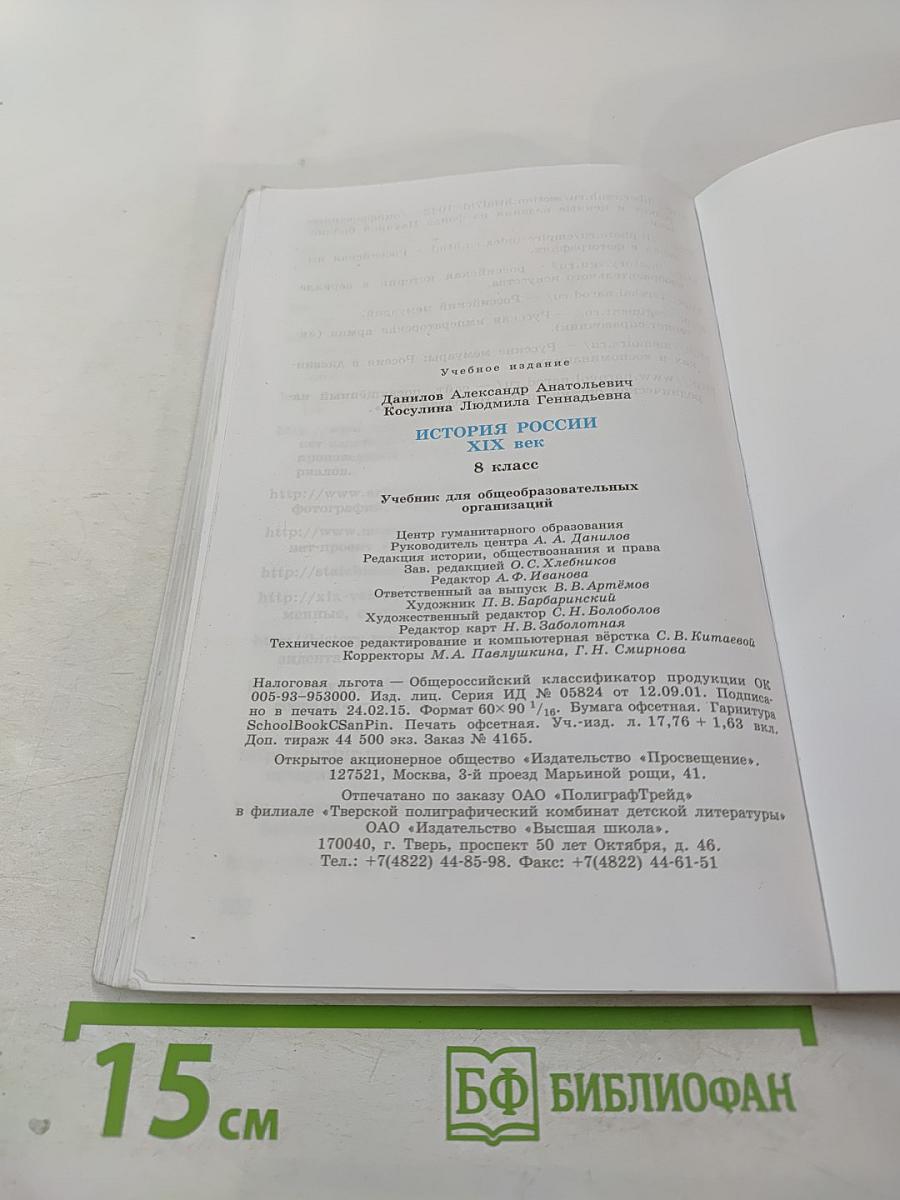 Учебное издание
Данилов Александр Анатольевич
Косулина Людмила Геннадьевна
ИСТОРИЯ РОССИИ
XIX век
8 класс
Учебник для общеобразовательных
организаций
Центр гуманитарного образования
Руководитель центра А. А. Данилов
Редакция истории, обществознания и права
Зав. редакцией О. С. Хлебников
Редактор А. Ф. Иванова
Ответственный за выпуск В. В. Артёмов
Художник П. В. Барбаринский
Художественный редактор С. Н. Болоболов
Редактор карт Н. В. Заболотная
Техническое редактирование и компьютерная вёрстка С. В. Китаевой
Корректоры М. А. Павлушкина, Г. Н. Смирнова
Налоговая льгота — Общероссийский классификатор продукции ОК
005-93–953000. Изд. лиц. Серия ИД № 05824 от 12.09.01. Подписа-
но в печать 24.02.15. Формат 60×90 1/16. Бумага офсетная. Гарнитура
SchoolBookCSanPin. Печать офсетная. Уч.-изд. л. 17,76 + 1,63 вкл.
Доп. тираж 44 500 экз. Заказ № 4165.
Открытое акционерное общество «Издательство «Просвещение».
127521, Москва, 3-й проезд Марьиной рощи, 41.
Отпечатано по заказу ОАО «ПолиграфТрейд»
в филиале «Тверской полиграфический комбинат детской литературы»
ОАО «Издательство «Высшая школа».
170040, г. Тверь, проспект 50 лет Октября, д. 46.
Тел.: +7(4822) 44-85-98. Факс: +7(4822) 44-61-51
15 см
БФ БИБЛИОФАН